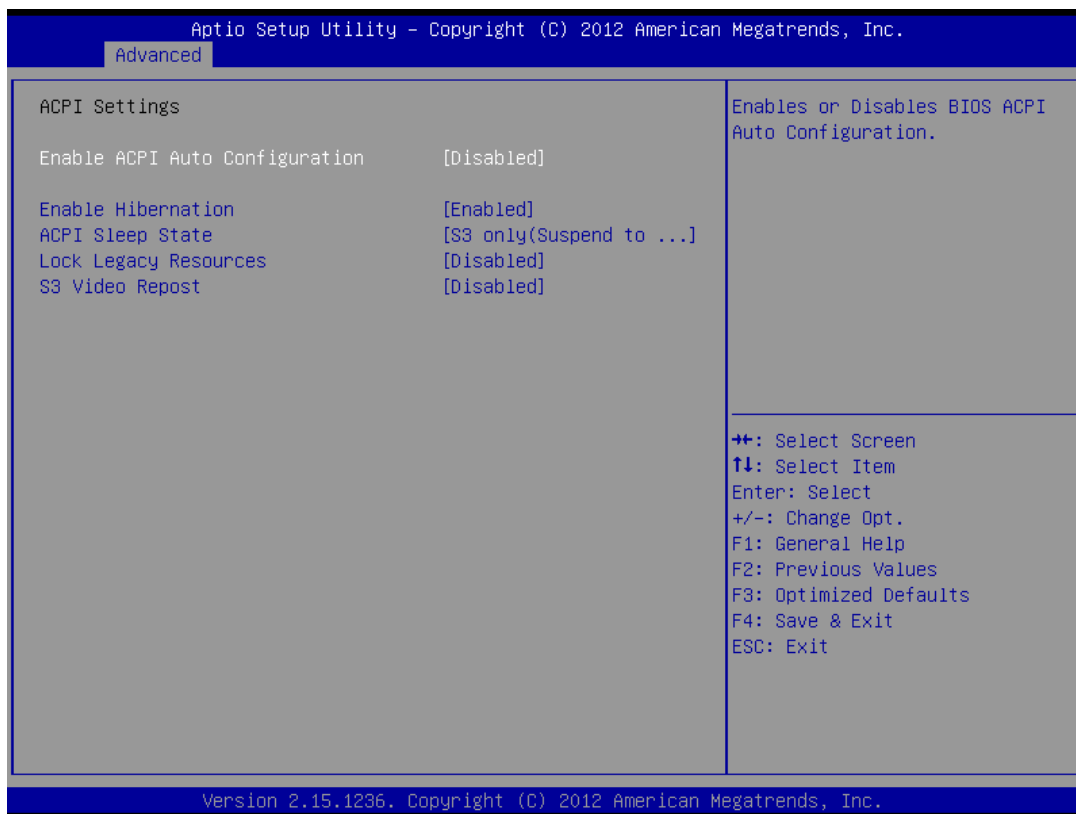 Aptio Setup Utility – Copyright (C) 2012 American Megatrends, Inc.
Advanced
ACPI Settings
Enable ACPI Auto Configuration [Disabled]
Enable Hibernation [Enabled]
ACPI Sleep State [S3 only(Suspend to ...]
Lock Legacy Resources [Disabled]
S3 Video Repost [Disabled]
Enables or Disables BIOS ACPI
Auto Configuration.
→←: Select Screen
↑↓: Select Item
Enter: Select
+/-: Change Opt.
F1: General Help
F2: Previous Values
F3: Optimized Defaults
F4: Save & Exit
ESC: Exit
Version 2.15.1236. Copyright (C) 2012 American Megatrends, Inc.